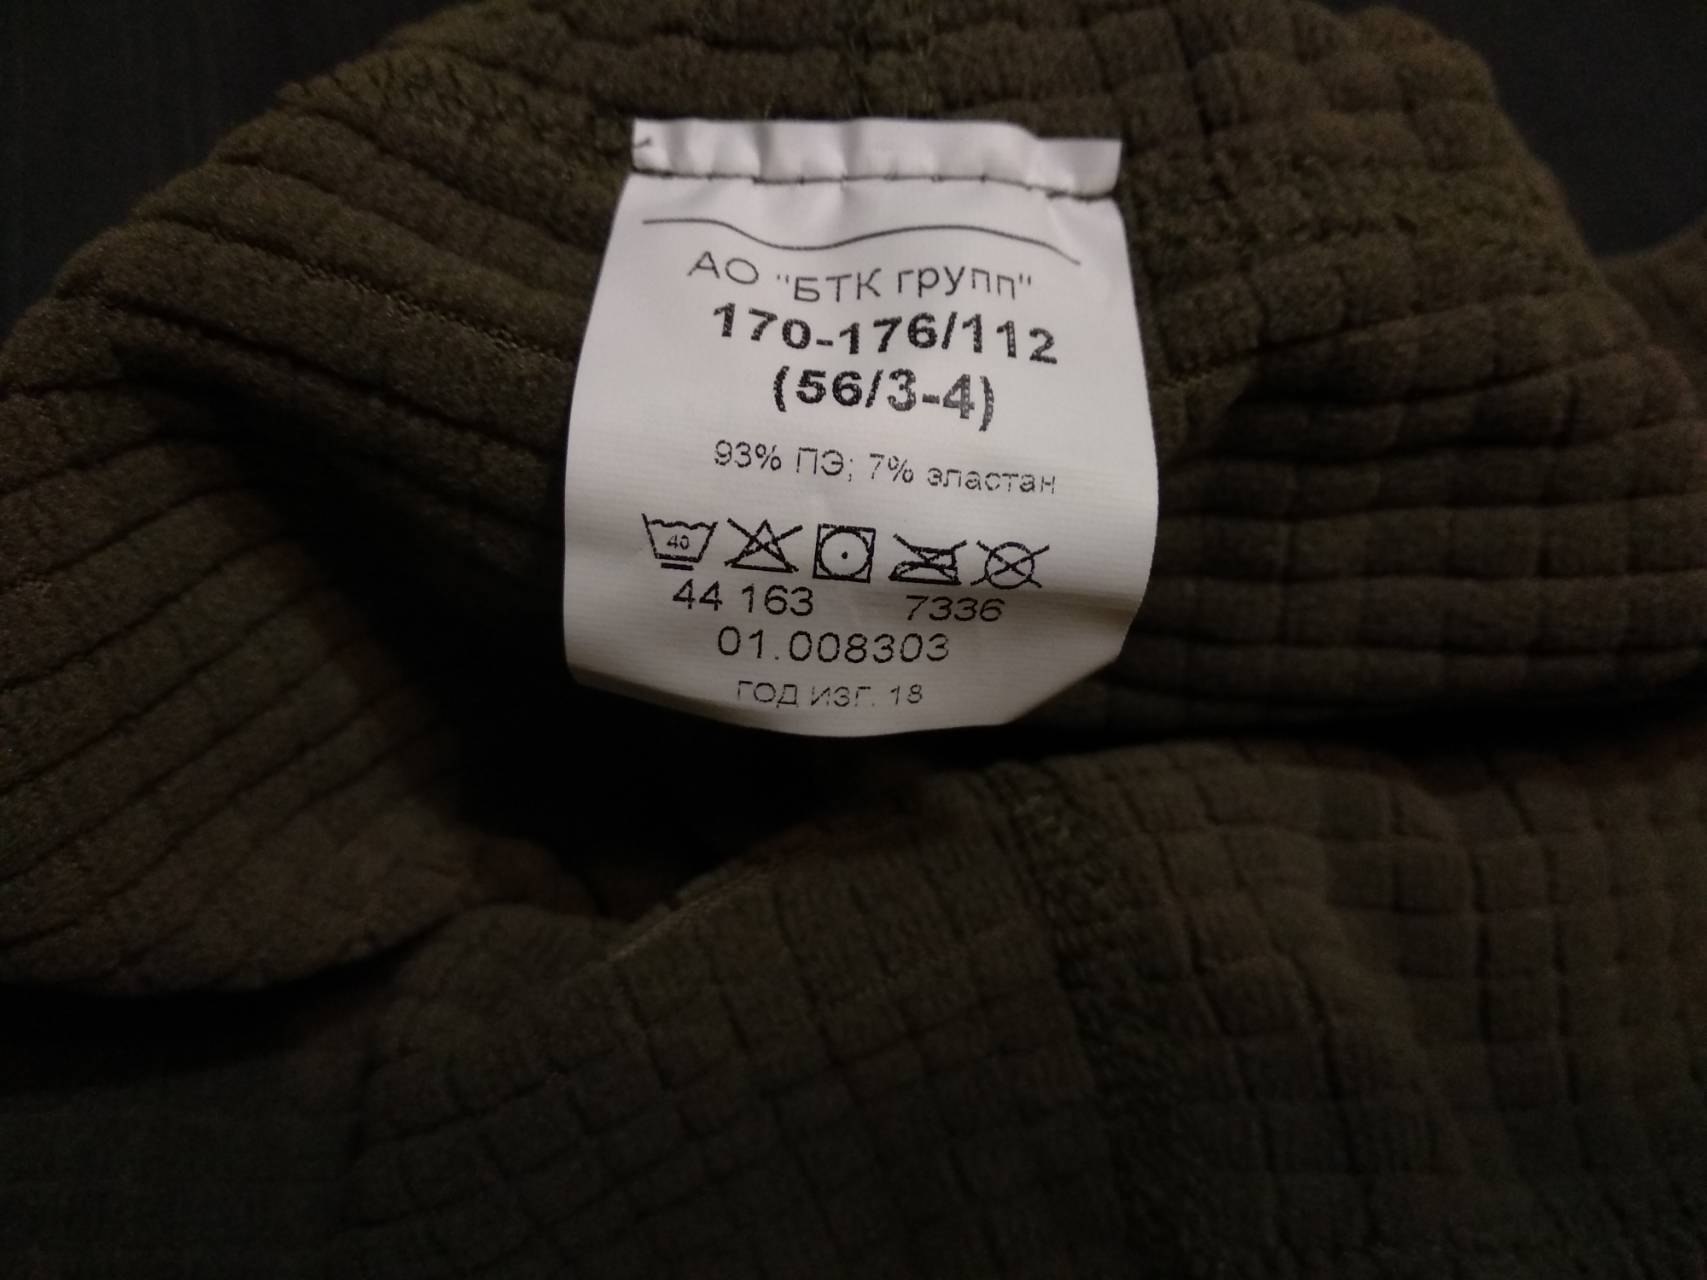 АО "БТК групп"
170-176/112
(56/3-4)
93% ПЭ; 7% эластан
40
44 163 7336
01.008303
год изг. 18